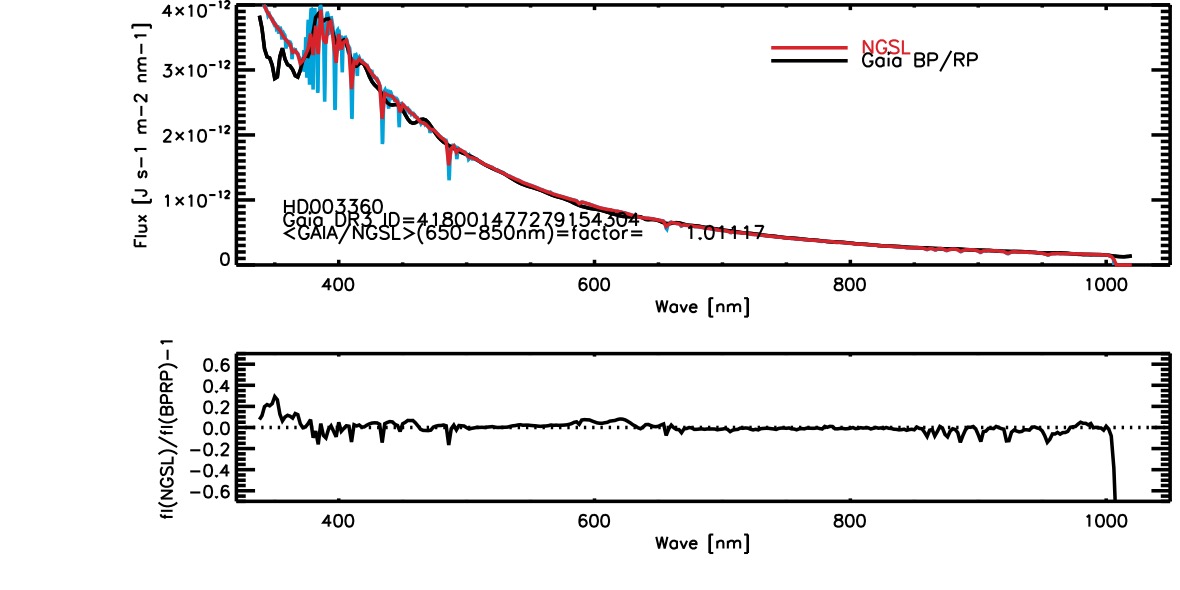 4×10−12
3×10−12
2×10−12
1×10−12
0
Flux [J s−1 m−2 nm−1]
NGSL
Gaia BP/RP
HD003360
Gaia DR3 ID=418001477279154304
<GAIA/NGSL>(650−850nm)=factor= 1.01117
400 600 800 1000
Wave [nm]
fl(NGSL)/fl(BPRP)−1
0.6
0.4
0.2
0.0
−0.2
−0.4
−0.6
400 600 800 1000
Wave [nm]